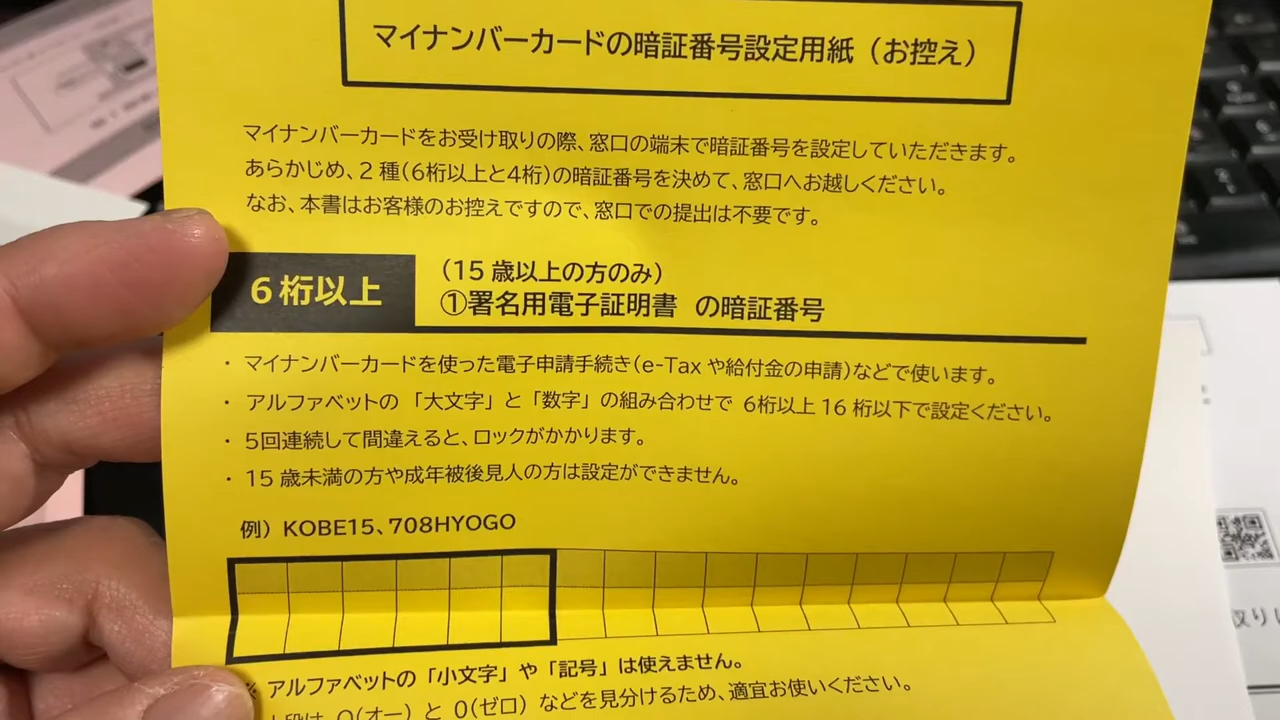 マイナンバーカードの暗証番号設定用紙（お控え）
マイナンバーカードをお受け取りの際、窓口の端末で暗証番号を設定していただきます。
あらかじめ、2 種（6桁以上と4桁）の暗証番号を決めて、窓口へお越しください。
なお、本書はお客様のお控えですので、窓口での提出は不要です。
6 桁以上
（15 歳以上の方のみ）
①署名用電子証明書 の暗証番号
・ マイナンバーカードを使った電子申請手続き（e-Tax や給付金の申請）などで使います。
・ アルファベットの 「大文字」 と 「数字」 の組み合わせで 6桁以上 16 桁以下で設定ください。
・ 5回連続して間違えると、ロックがかかります。
・ 15 歳未満の方や成年被後見人の方は設定ができません。
例） KOBE15、708HYOGO
※ アルファベットの 「小文字」 や 「記号」 は使えません。
上段は O（オー） と 0（ゼロ） などを見分けるため、適宜お使いください。